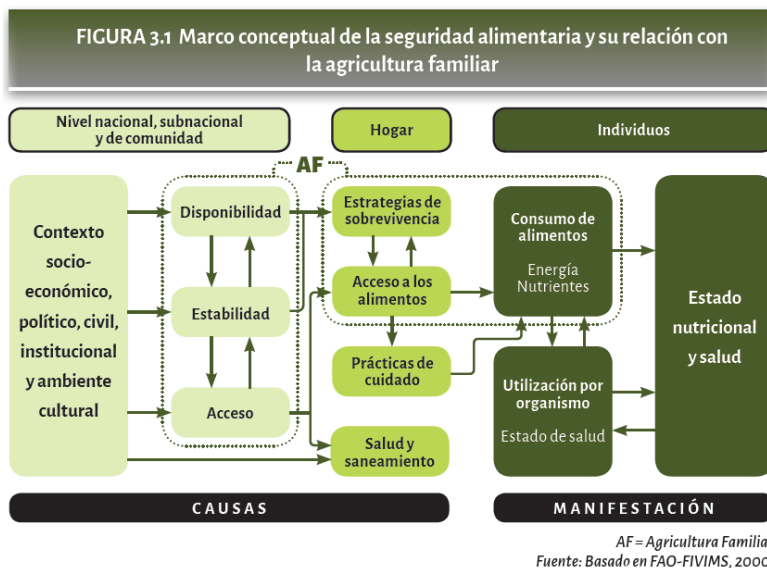 FIGURA 3.1 Marco conceptual de la seguridad alimentaria y su relación con
la agricultura familiar
Nivel nacional, subnacional
y de comunidad
Hogar
Individuos
AF
Contexto
socio-
económico,
político, civil,
institucional
y ambiente
cultural
Disponibilidad
Estabilidad
Acceso
Estrategias de
sobrevivencia
Acceso a los
alimentos
Prácticas de
cuidado
Salud y
saneamiento
Consumo de
alimentos
Energía
Nutrientes
Utilización por
organismo
Estado de salud
Estado
nutricional
y salud
CAUSAS
MANIFESTACIÓN
AF = Agricultura Familia
Fuente: Basado en FAO-FIVIMS, 2000